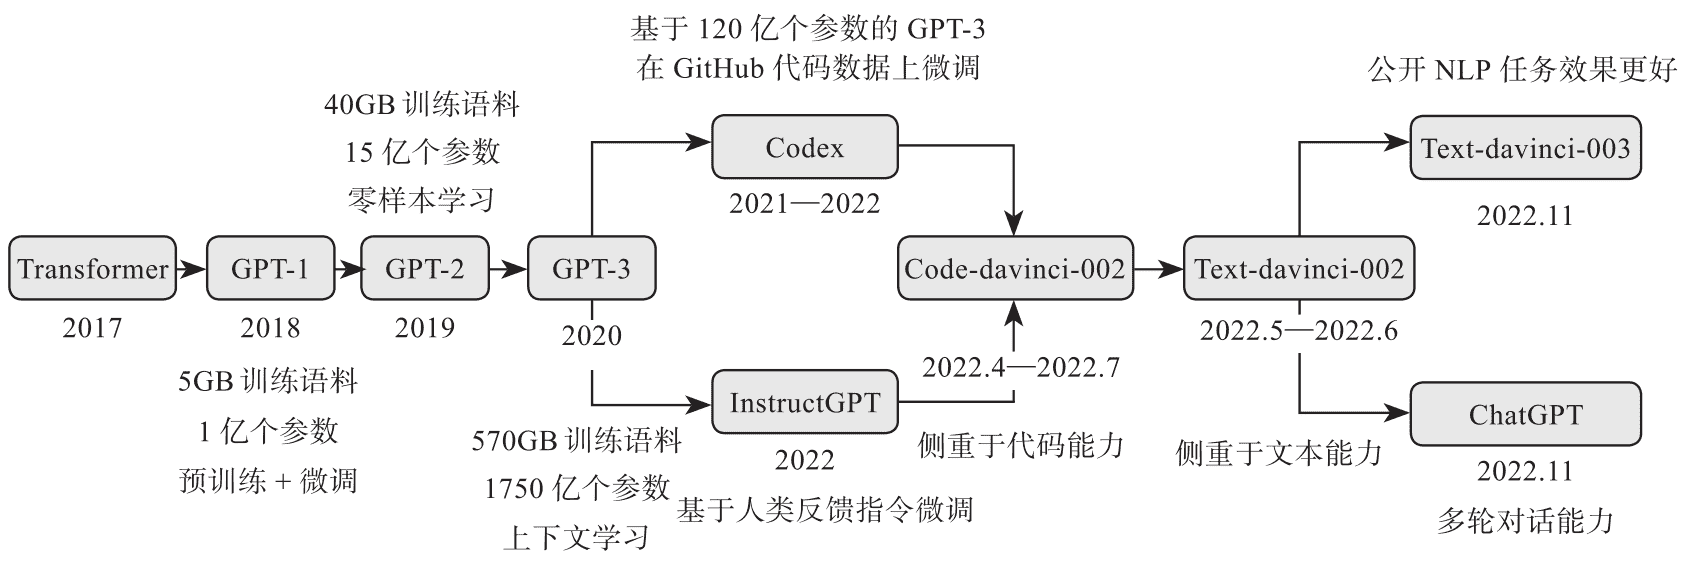 基于 120 亿个参数的 GPT-3
在 GitHub 代码数据上微调
公开 NLP 任务效果更好
40GB 训练语料
15 亿个参数
零样本学习
Codex
2021—2022
Text-davinci-003
2022.11
Transformer
2017
GPT-1
2018
GPT-2
2019
GPT-3
2020
Code-davinci-002
2022.4—2022.7
侧重于代码能力
Text-davinci-002
2022.5—2022.6
侧重于文本能力
5GB 训练语料
1 亿个参数
预训练 + 微调
570GB 训练语料
1750 亿个参数
上下文学习
InstructGPT
2022
基于人类反馈指令微调
ChatGPT
2022.11
多轮对话能力